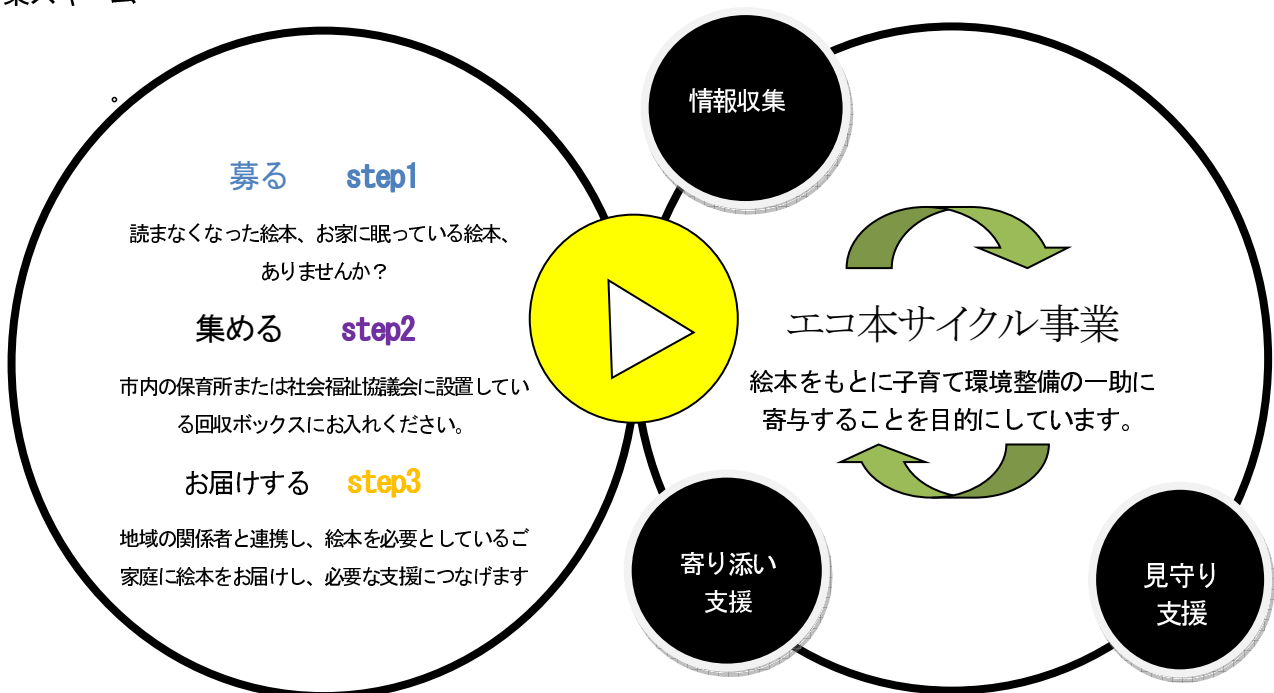 募る step1
読まなくなった絵本、お家に眠っている絵本、
ありませんか？
集める step2
市内の保育所または社会福祉協議会に設置してい
る回収ボックスにお入れください。
お届けする step3
地域の関係者と連携し、絵本を必要としているご
家庭に絵本をお届けし、必要な支援につなげます
。
情報収集
エコ本サイクル事業
絵本をもとに子育て環境整備の一助に
寄与することを目的にしています。
寄り添い
支援
見守り
支援